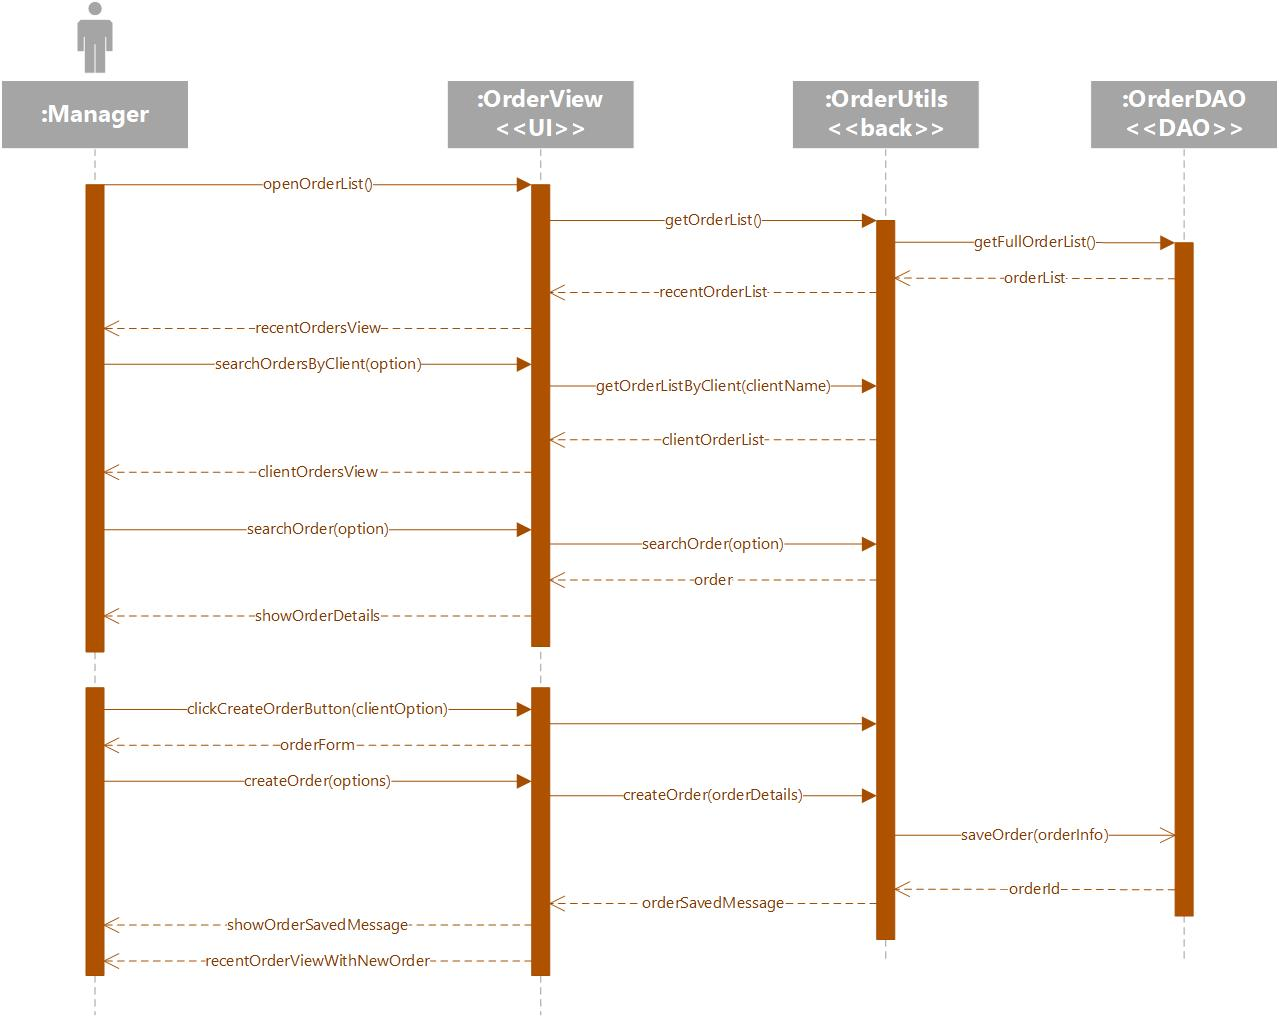 :Manager
:OrderView
<<UI>>
:OrderUtils
<<back>>
:OrderDAO
<<DAO>>
openOrderList()
getOrderList()
getFullOrderList()
orderList
recentOrderList
recentOrdersView
searchOrdersByClient(option)
getOrderListByClient(clientName)
clientOrderList
clientOrdersView
searchOrder(option)
searchOrder(option)
order
showOrderDetails
clickCreateOrderButton(clientOption)
orderForm
createOrder(options)
createOrder(orderDetails)
saveOrder(orderInfo)
orderId
orderSavedMessage
showOrderSavedMessage
recentOrderViewWithNewOrder